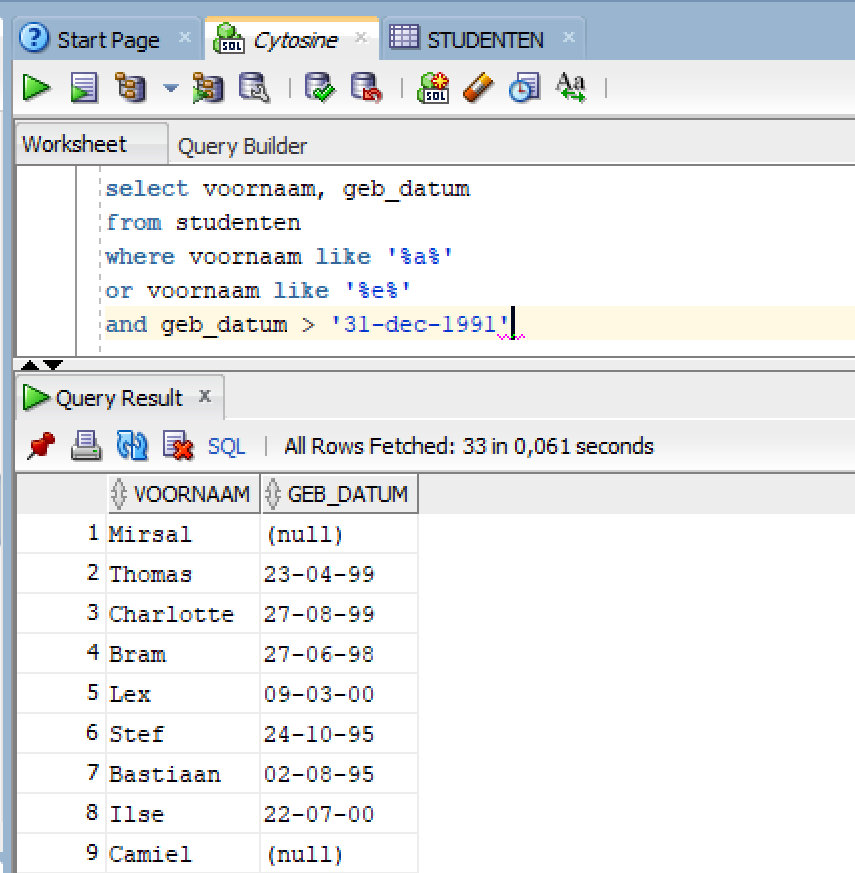 Start Page × Cytosine × STUDENTEN ×
SQL SQL Aa
Worksheet Query Builder
select voornaam, geb_datum
from studenten
where voornaam like '%a%'
or voornaam like '%e%'
and geb_datum > '31-dec-1991'
Query Result x
SQL | All Rows Fetched: 33 in 0,061 seconds
VOORNAAM GEB_DATUM
1 Mirsal (null)
2 Thomas 23-04-99
3 Charlotte 27-08-99
4 Bram 27-06-98
5 Lex 09-03-00
6 Stef 24-10-95
7 Bastiaan 02-08-95
8 Ilse 22-07-00
9 Camiel (null)